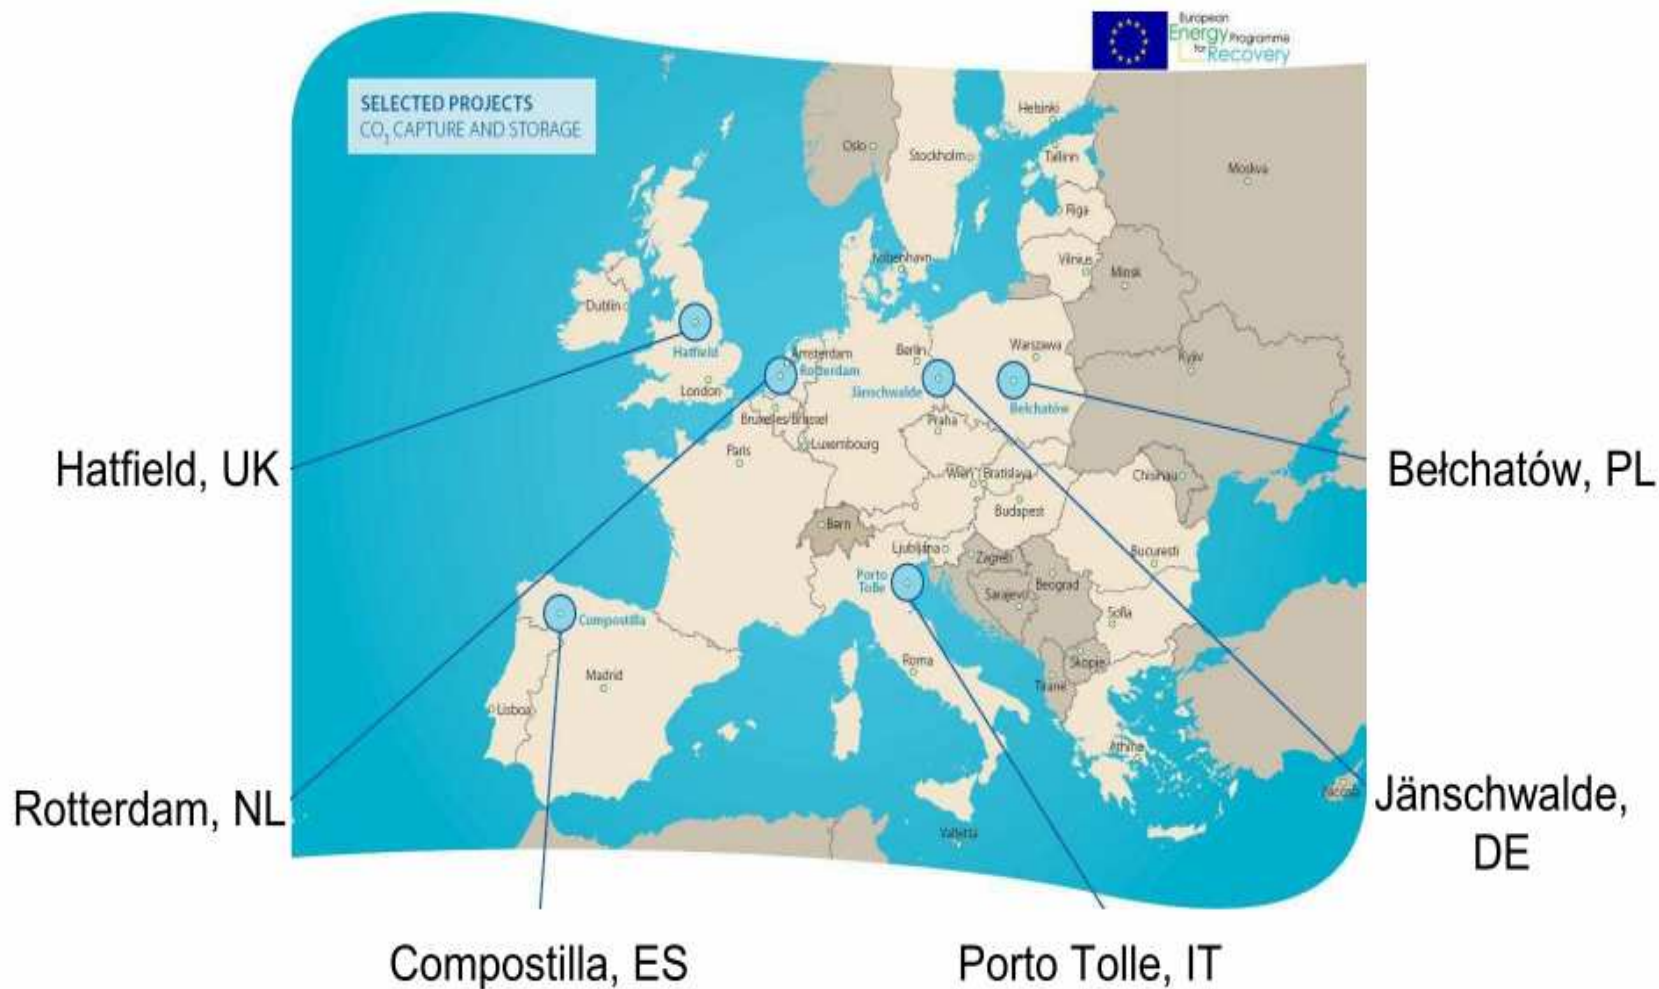 European
Energy Programme
for Recovery
SELECTED PROJECTS
CO2 CAPTURE AND STORAGE
Helsinki
Oslo
Stockholm
Tallinn
Moskva
Riga
København
Vilnius
Minsk
Dublin
Hatfield
Amsterdam
Rotterdam
Berlin
Warszawa
Kyiv
London
Jänschwalde
Bełchatów
Bruxelles/Brussel
Praha
Luxembourg
Paris
Hatfield, UK
Bełchatów, PL
Wien
Bratislava
Chisinau
Budapest
Bern
Ljubljana
Zagreb
Bucuresti
Porto
Tolle
Beograd
Sarajevo
Compostilla
Sofia
Roma
Skopje
Madrid
Tiranë
Lisboa
Athina
Rotterdam, NL
Jänschwalde,
DE
Valletta
Compostilla, ES
Porto Tolle, IT